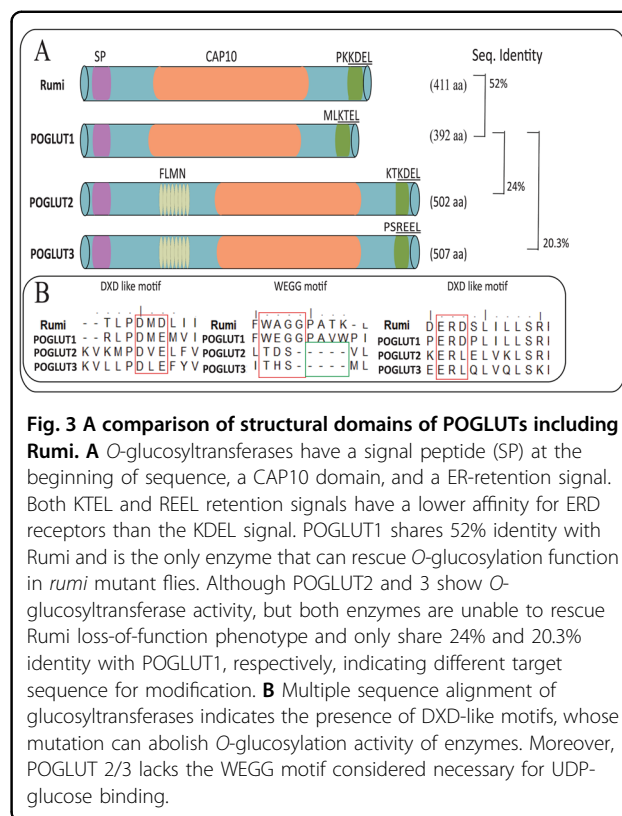 A
SP CAP10 PKKDEL Seq. Identity
Rumi (411 aa) 52%
MLKTEL
POGLUT1 (392 aa)
FLMN KTKDEL 24%
POGLUT2 (502 aa)
PSREEL
POGLUT3 (507 aa) 20.3%
B
DXD like motif WEGG motif DXD like motif
Rumi - - T L P D M D L I I Rumi F W A G G P A T K - L Rumi D E R D S L I L L S R I
POGLUT1 - - R L P D M E M V I POGLUT1 F W E G G P A V W P I POGLUT1 P E R D P L I L L S R I
POGLUT2 K V K M P D V E L F V POGLUT2 L T D S - - - - - V L POGLUT2 K E R L E L V K L S R I
POGLUT3 K V L L P D L E F Y V POGLUT3 I T H S - - - - - M L POGLUT3 E E R L Q L V Q L S K I
Fig. 3 A comparison of structural domains of POGLUTs including
Rumi. A O-glucosyltransferases have a signal peptide (SP) at the
beginning of sequence, a CAP10 domain, and a ER-retention signal.
Both KTEL and REEL retention signals have a lower affinity for ERD
receptors than the KDEL signal. POGLUT1 shares 52% identity with
Rumi and is the only enzyme that can rescue O-glucosylation function
in rumi mutant flies. Although POGLUT2 and 3 show O-
glucosyltransferase activity, but both enzymes are unable to rescue
Rumi loss-of-function phenotype and only share 24% and 20.3%
identity with POGLUT1, respectively, indicating different target
sequence for modification. B Multiple sequence alignment of
glucosyltransferases indicates the presence of DXD-like motifs, whose
mutation can abolish O-glucosylation activity of enzymes. Moreover,
POGLUT 2/3 lacks the WEGG motif considered necessary for UDP-
glucose binding.